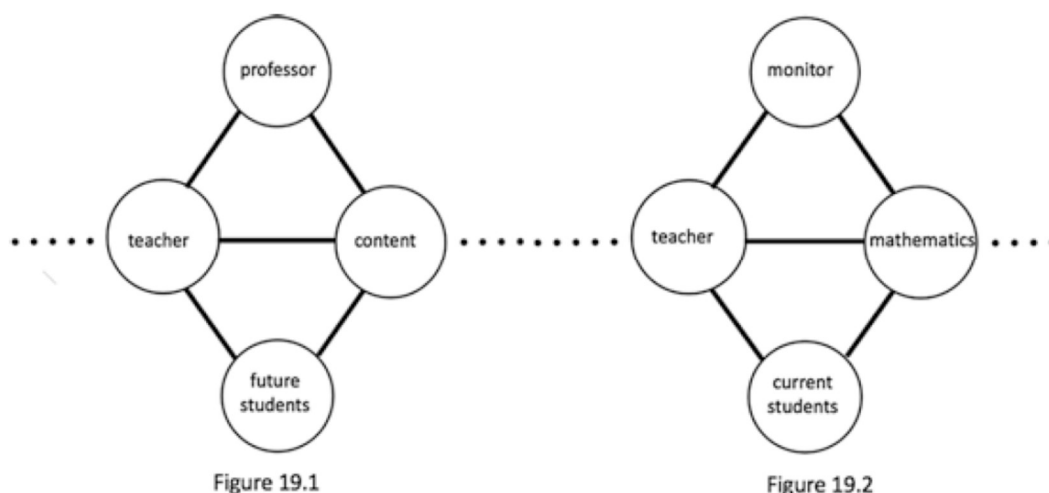 professor
teacher
content
future
students
Figure 19.1
monitor
teacher
mathematics
current
students
Figure 19.2